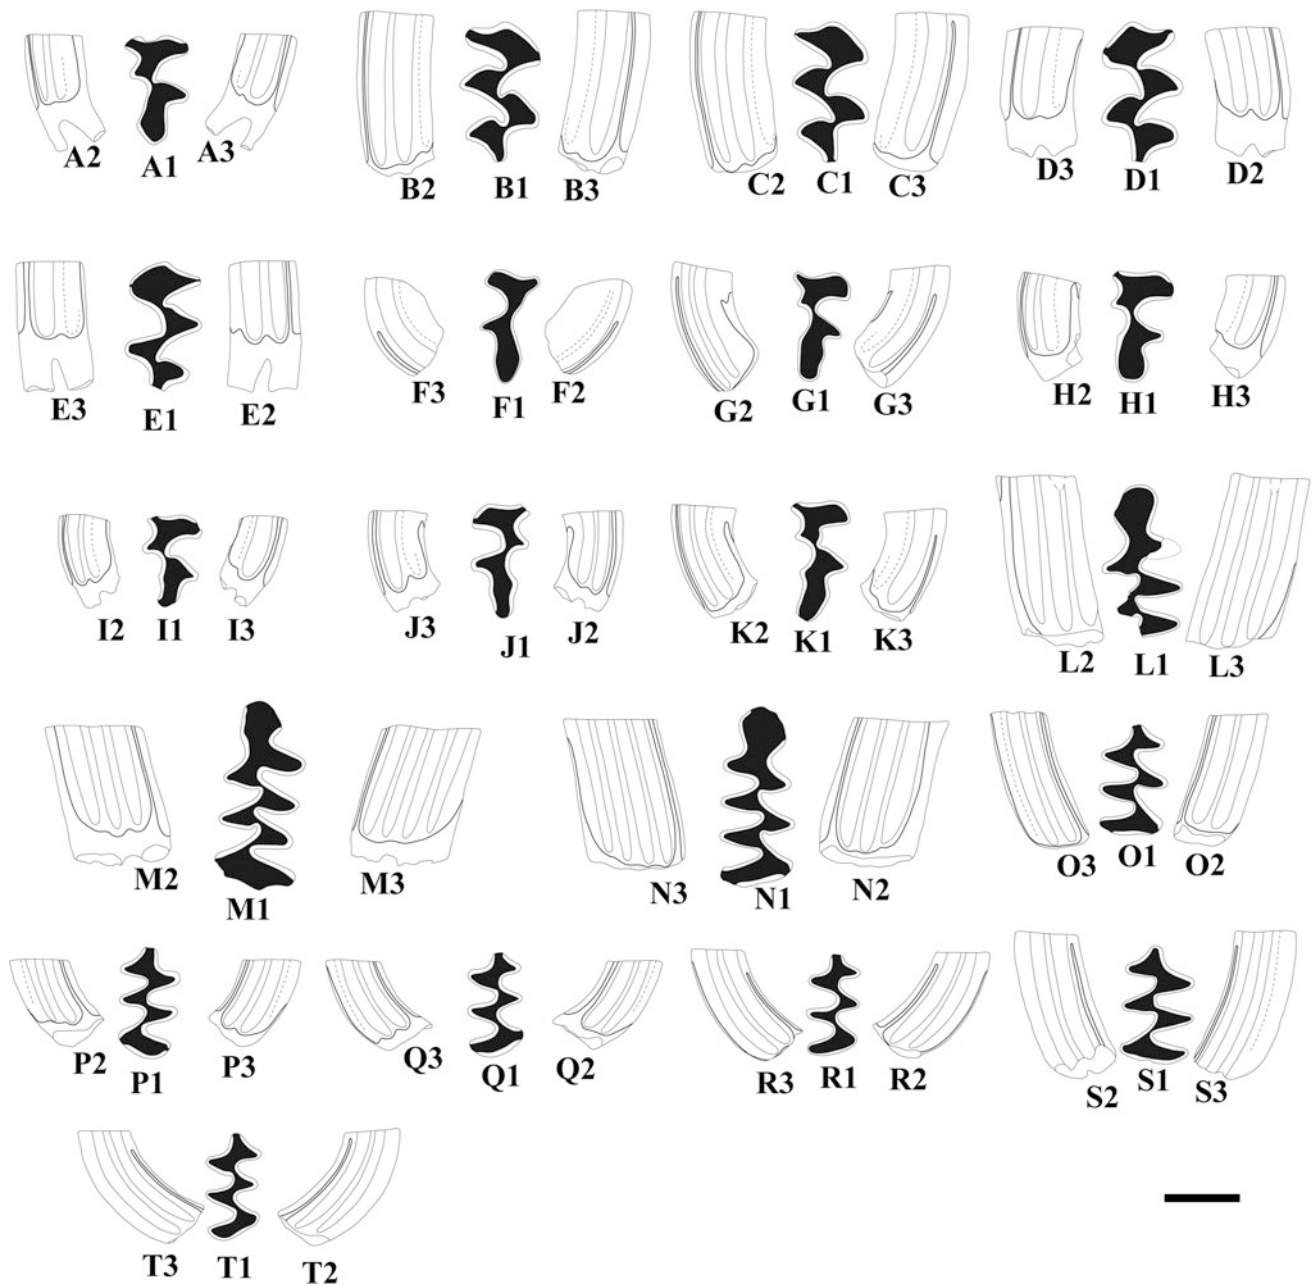 A2 A1 A3 B2 B1 B3 C2 C1 C3 D3 D1 D2
E3 E1 E2 F3 F1 F2 G2 G1 G3 H2 H1 H3
I2 I1 I3 J3 J1 J2 K2 K1 K3 L2 L1 L3
M2 M1 M3 N3 N1 N2 O3 O1 O2
P2 P1 P3 Q3 Q1 Q2 R3 R1 R2 S2 S1 S3
T3 T1 T2